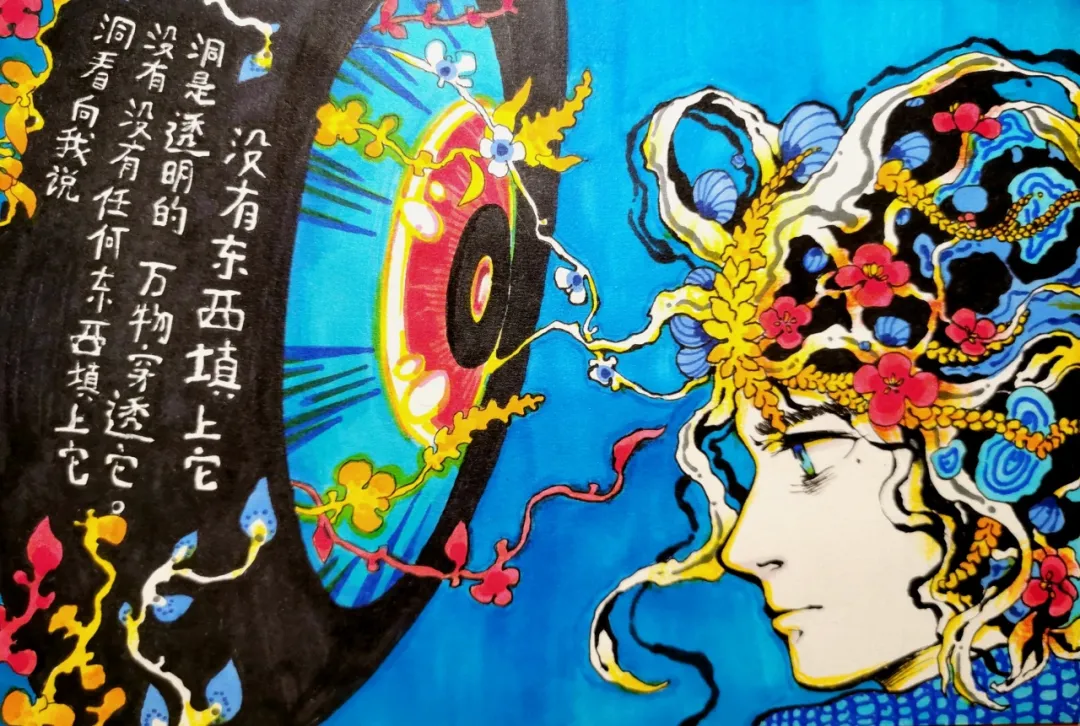 洞看向我说
没有没有任何东西填上它
洞是透明的 万物穿透它。
没有东西填上它